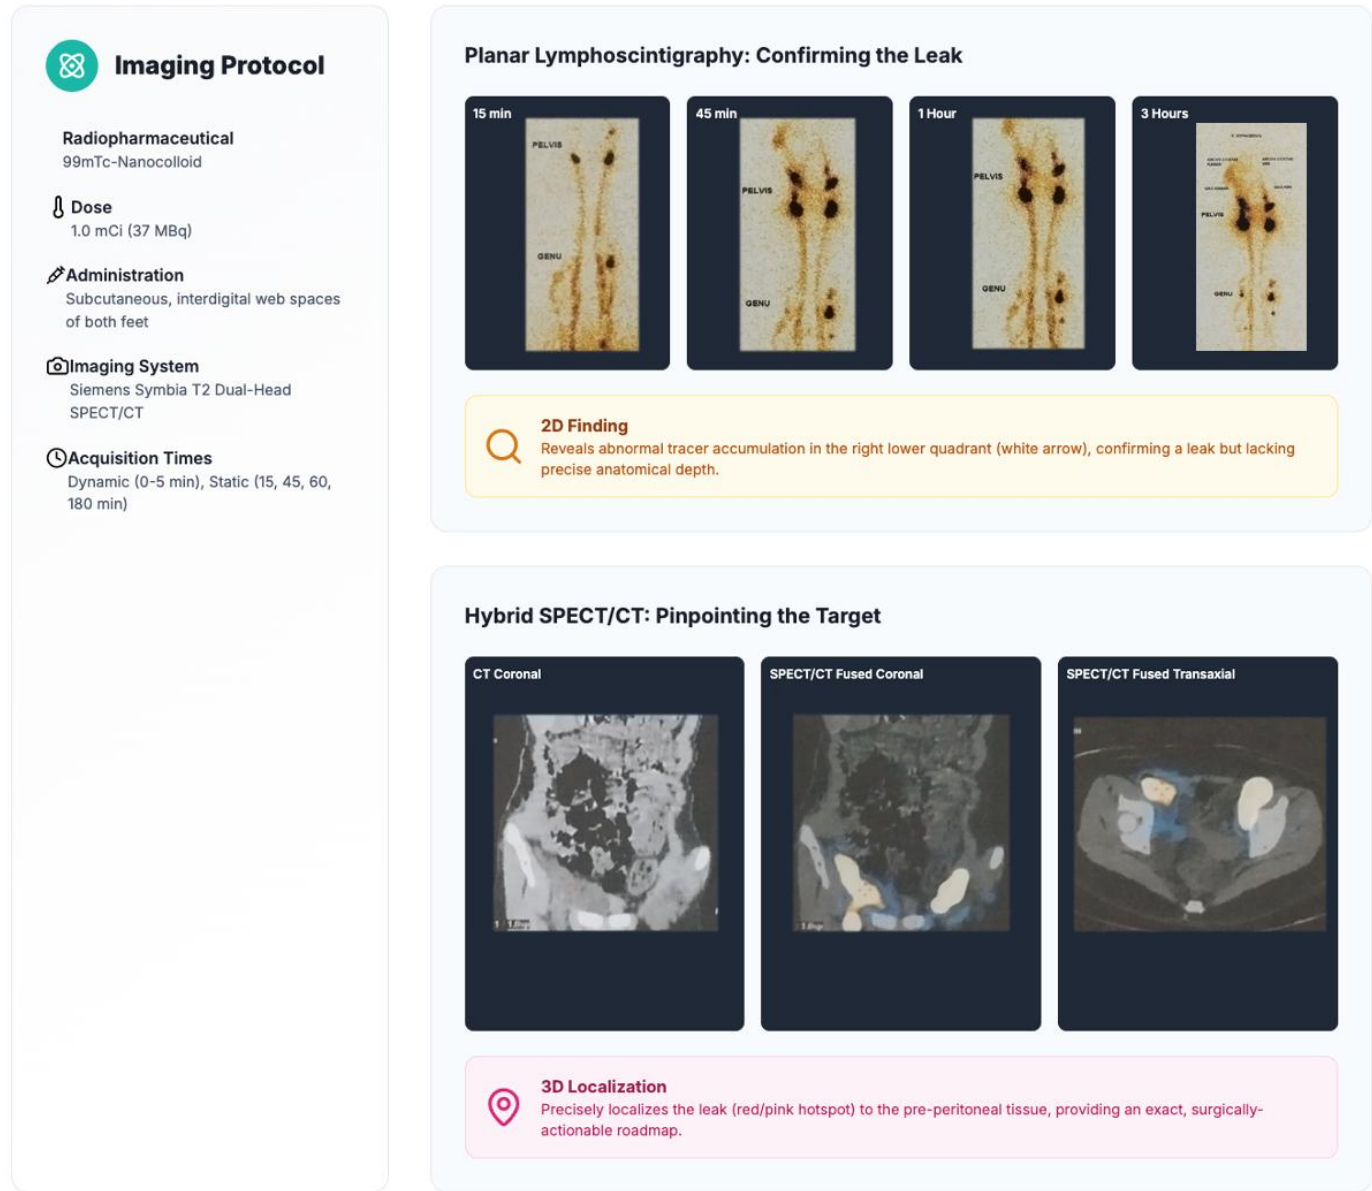 Imaging Protocol
Radiopharmaceutical
99mTc-Nanocolloid
Dose
1.0 mCi (37 MBq)
Administration
Subcutaneous, interdigital web spaces
of both feet
Imaging System
Siemens Symbia T2 Dual-Head
SPECT/CT
Acquisition Times
Dynamic (0-5 min), Static (15, 45, 60,
180 min)
Planar Lymphoscintigraphy: Confirming the Leak
15 min
PELVIS
GENU
45 min
PELVIS
GENU
1 Hour
PELVIS
GENU
3 Hours
PELVIS
GENU
2D Finding
Reveals abnormal tracer accumulation in the right lower quadrant (white arrow), confirming a leak but lacking
precise anatomical depth.
Hybrid SPECT/CT: Pinpointing the Target
CT Coronal
SPECT/CT Fused Coronal
SPECT/CT Fused Transaxial
3D Localization
Precisely localizes the leak (red/pink hotspot) to the pre-peritoneal tissue, providing an exact, surgically-
actionable roadmap.